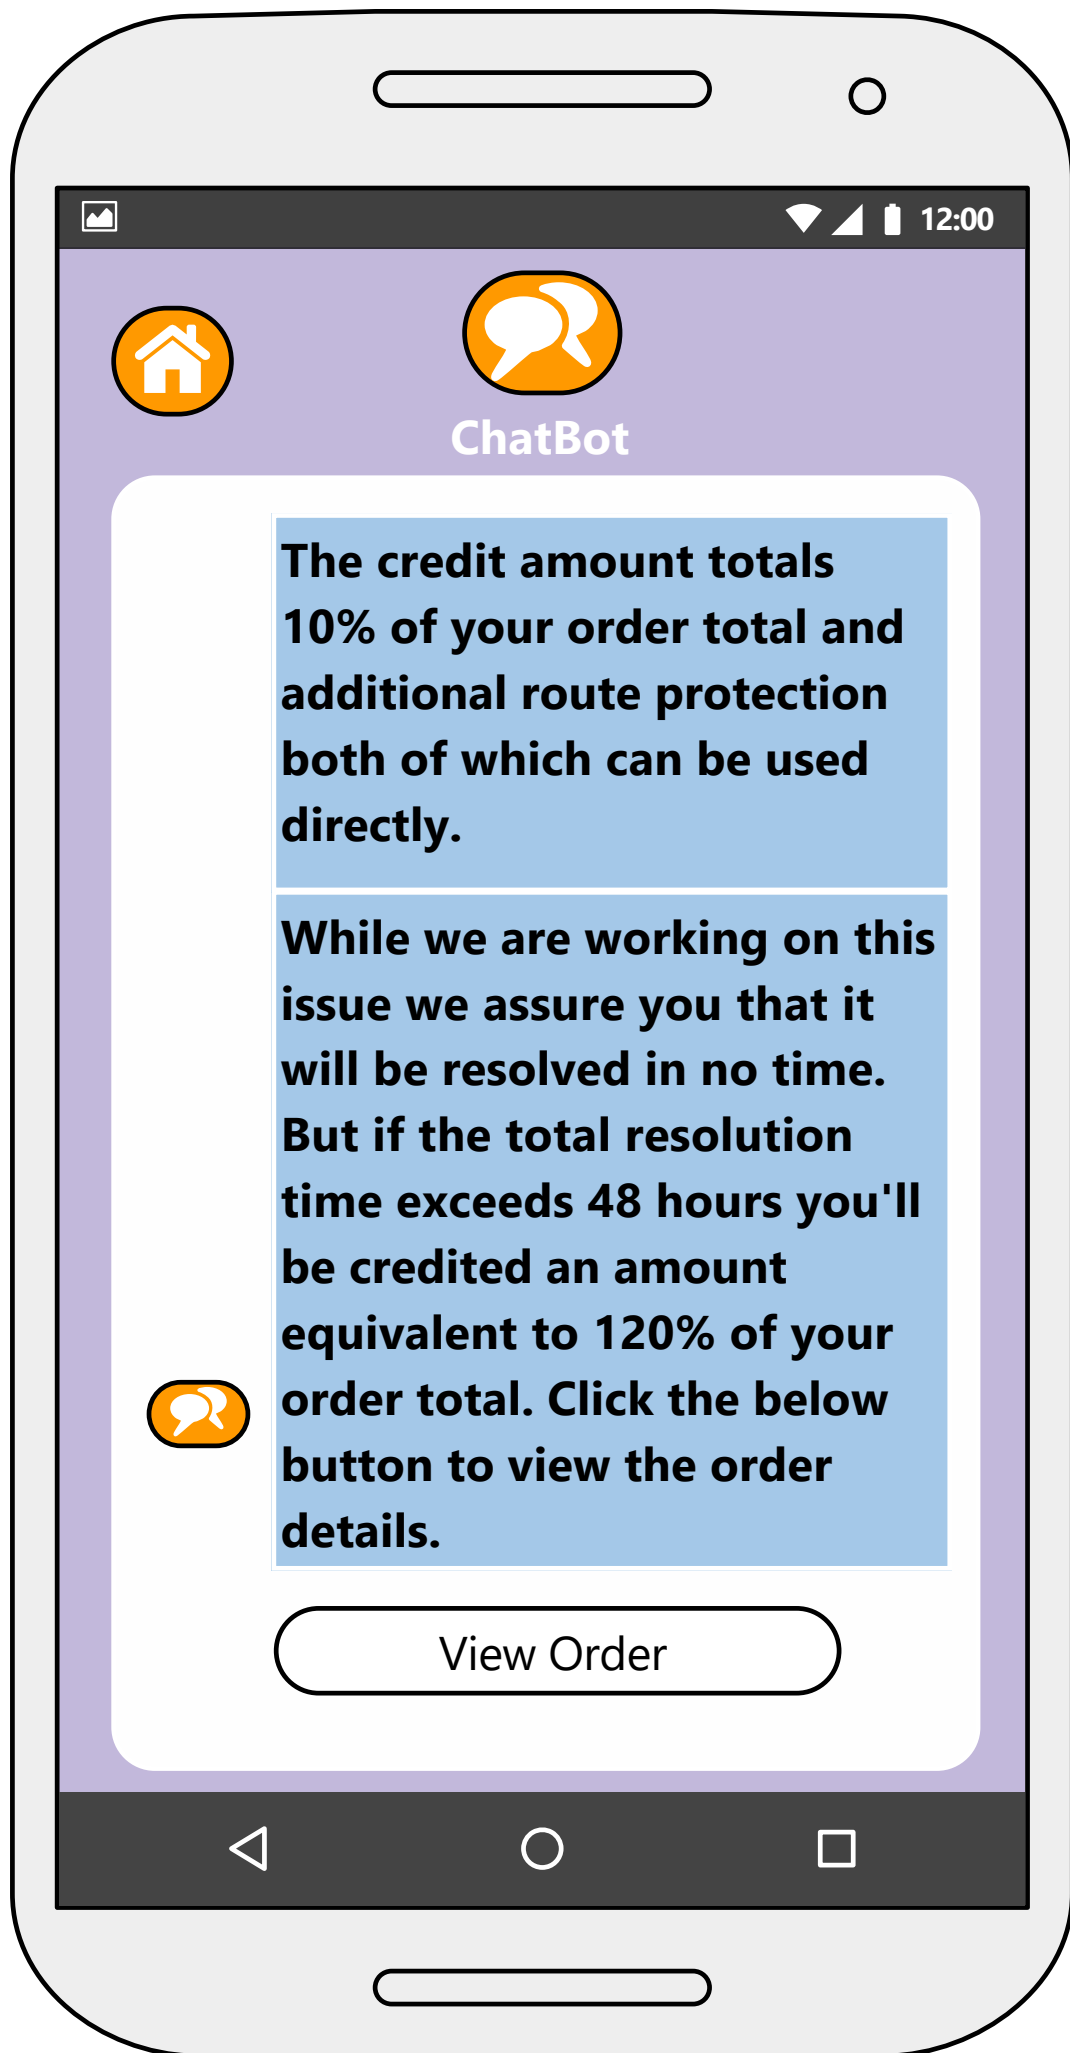 12:00
ChatBot
The credit amount totals
10% of your order total and
additional route protection
both of which can be used
directly.
While we are working on this
issue we assure you that it
will be resolved in no time.
But if the total resolution
time exceeds 48 hours you'll
be credited an amount
equivalent to 120% of your
order total. Click the below
button to view the order
details.
View Order